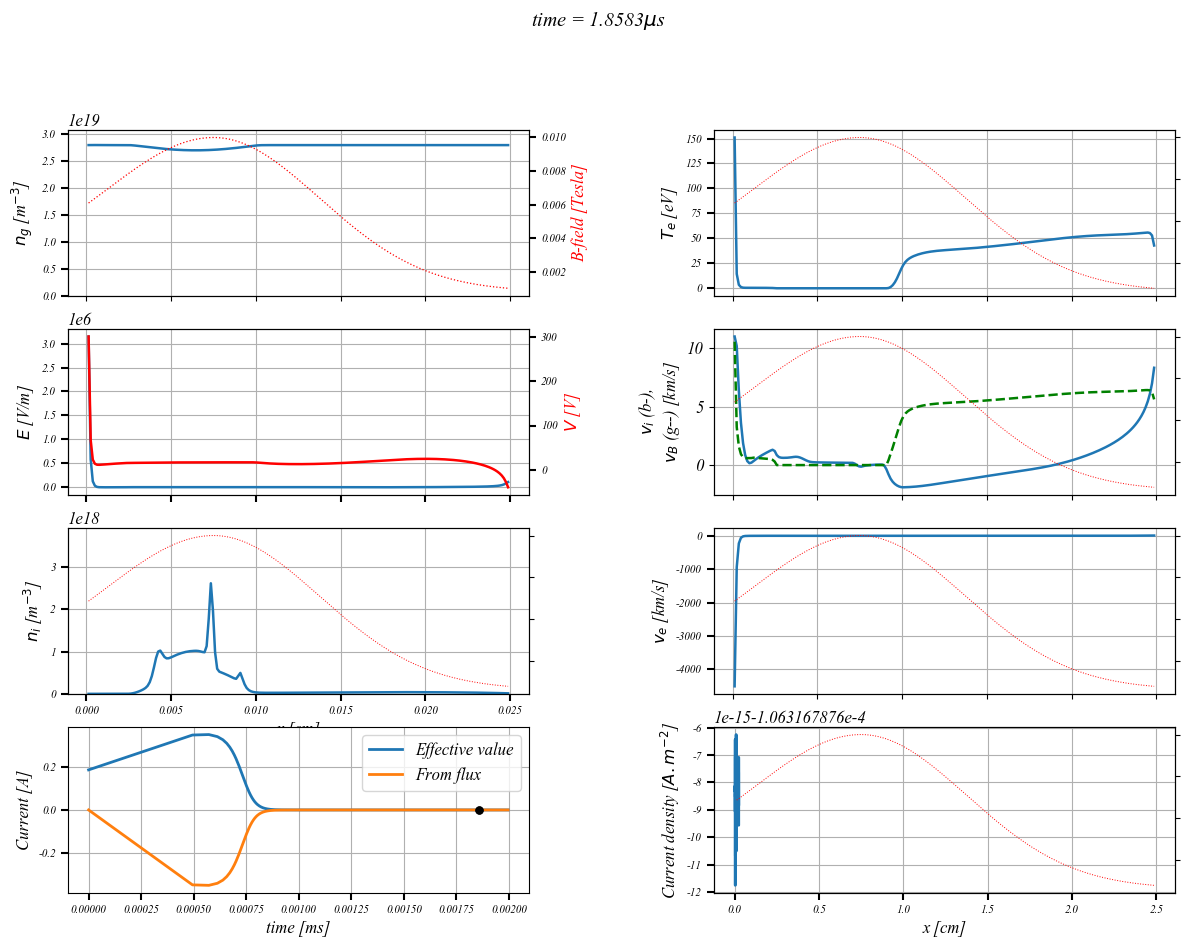 time = 1.8583μs
1e19
n_g [m⁻³]
3.0
2.5
2.0
1.5
1.0
0.5
0.0
0.010
0.008
0.006
0.004
0.002
B-field [Tesla]
T_e [eV]
150
125
100
75
50
25
0
1e6
E [V/m]
3.0
2.5
2.0
1.5
1.0
0.5
0.0
300
200
100
0
V [V]
v_i (b-),
v_B (g--) [km/s]
10
5
0
1e18
n_i [m⁻³]
3
2
1
0
0.000 0.005 0.010 0.015 0.020 0.025
v_e [km/s]
0
-1000
-2000
-3000
-4000
Current [A]
0.2
0.0
-0.2
Effective value
From flux
0.00000 0.00025 0.00050 0.00075 0.00100 0.00125 0.00150 0.00175 0.00200
time [ms]
1e-15-1.063167876e-4
Current density [A.m⁻²]
-6
-7
-8
-9
-10
-11
-12
0.0 0.5 1.0 1.5 2.0 2.5
x [cm]